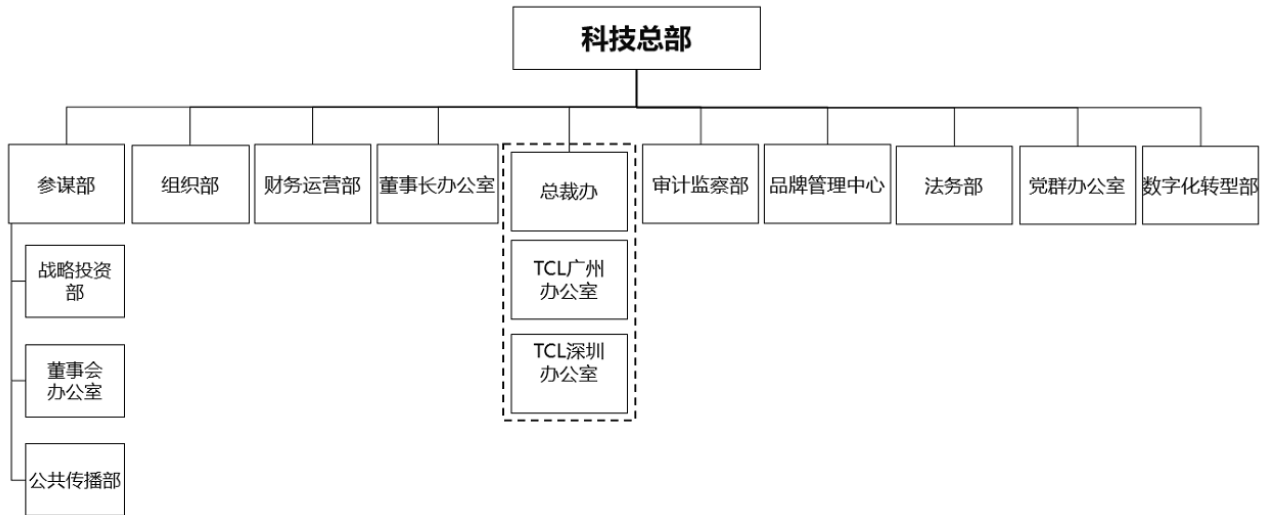 科技总部
参谋部
组织部
财务运营部
董事长办公室
总裁办
审计监察部
品牌管理中心
法务部
党群办公室
数字化转型部
战略投资
部
董事会
办公室
公共传播部
TCL广州
办公室
TCL深圳
办公室